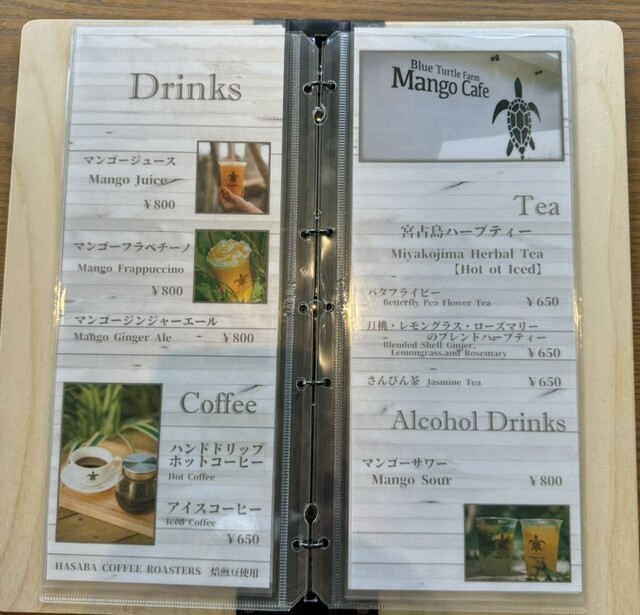 Drinks
マンゴージュース
Mango Juice
¥800
マンゴーフラペチーノ
Mango Frappuccino
¥800
マンゴージンジャーエール
Mango Ginger Ale ¥800
Coffee
ハンドドリップ
ホットコーヒー
Hot Coffee
アイスコーヒー
Iced Coffee
¥650
HASABA COFFEE ROASTERS 焙煎豆使用
Blue Turtle Farm
Mango Cafe
Tea
宮古島ハーブティー
Miyakojima Herbal Tea
【Hot ot Iced】
バタフライピー
Betterfly Pea Flower Tea ¥650
月桃・レモングラス・ローズマリー
のブレンドハーブティー
Blended Shell Ginjer,
Lemongrass,and Rosemary ¥650
さんぴん茶 Jasmine Tea ¥650
Alcohol Drinks
マンゴーサワー
Mango Sour ¥800